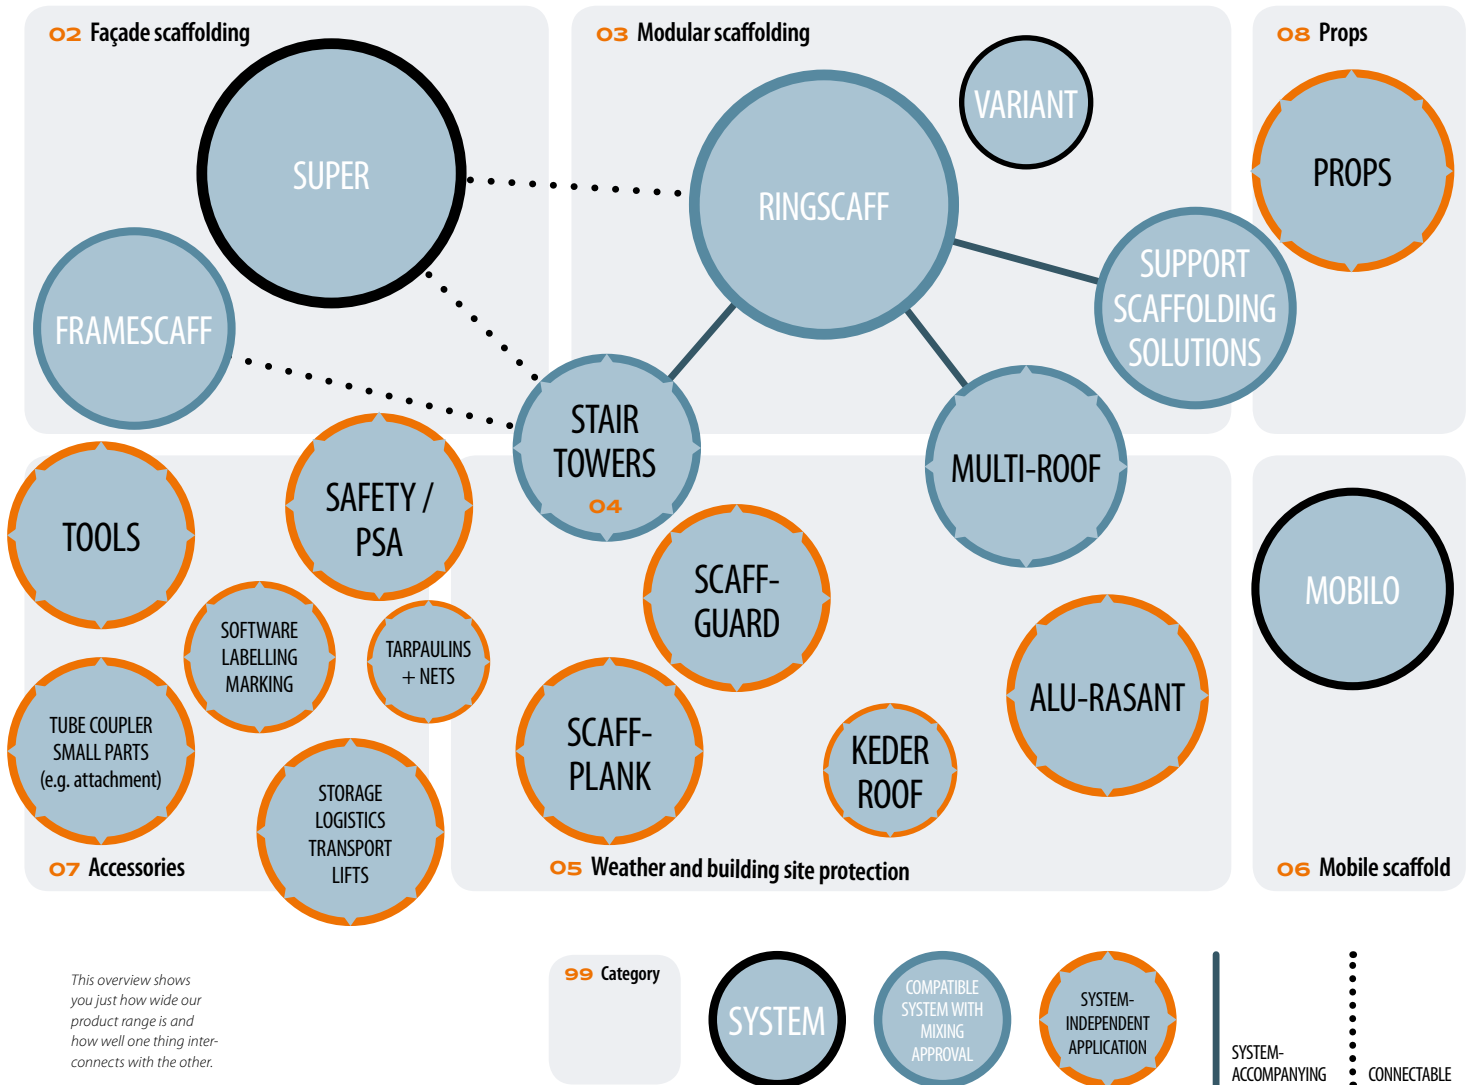 02 Façade scaffolding
03 Modular scaffolding
08 Props
SUPER
RINGSCAFF
VARIANT
PROPS
FRAMESCAFF
SUPPORT
SCAFFOLDING
SOLUTIONS
STAIR
TOWERS
04
MULTI-ROOF
TOOLS
SAFETY /
PSA
SOFTWARE
LABELLING
MARKING
TARPAULINS
+ NETS
TUBE COUPLER
SMALL PARTS
(e.g. attachment)
STORAGE
LOGISTICS
TRANSPORT
LIFTS
07 Accessories
SCAFF-
GUARD
SCAFF-
PLANK
KEDER
ROOF
ALU-RASANT
05 Weather and building site protection
MOBILO
06 Mobile scaffold
This overview shows
you just how wide our
product range is and
how well one thing inter-
connects with the other.
99 Category
SYSTEM
COMPATIBLE
SYSTEM WITH
MIXING
APPROVAL
SYSTEM-
INDEPENDENT
APPLICATION
SYSTEM-
ACCOMPANYING
CONNECTABLE